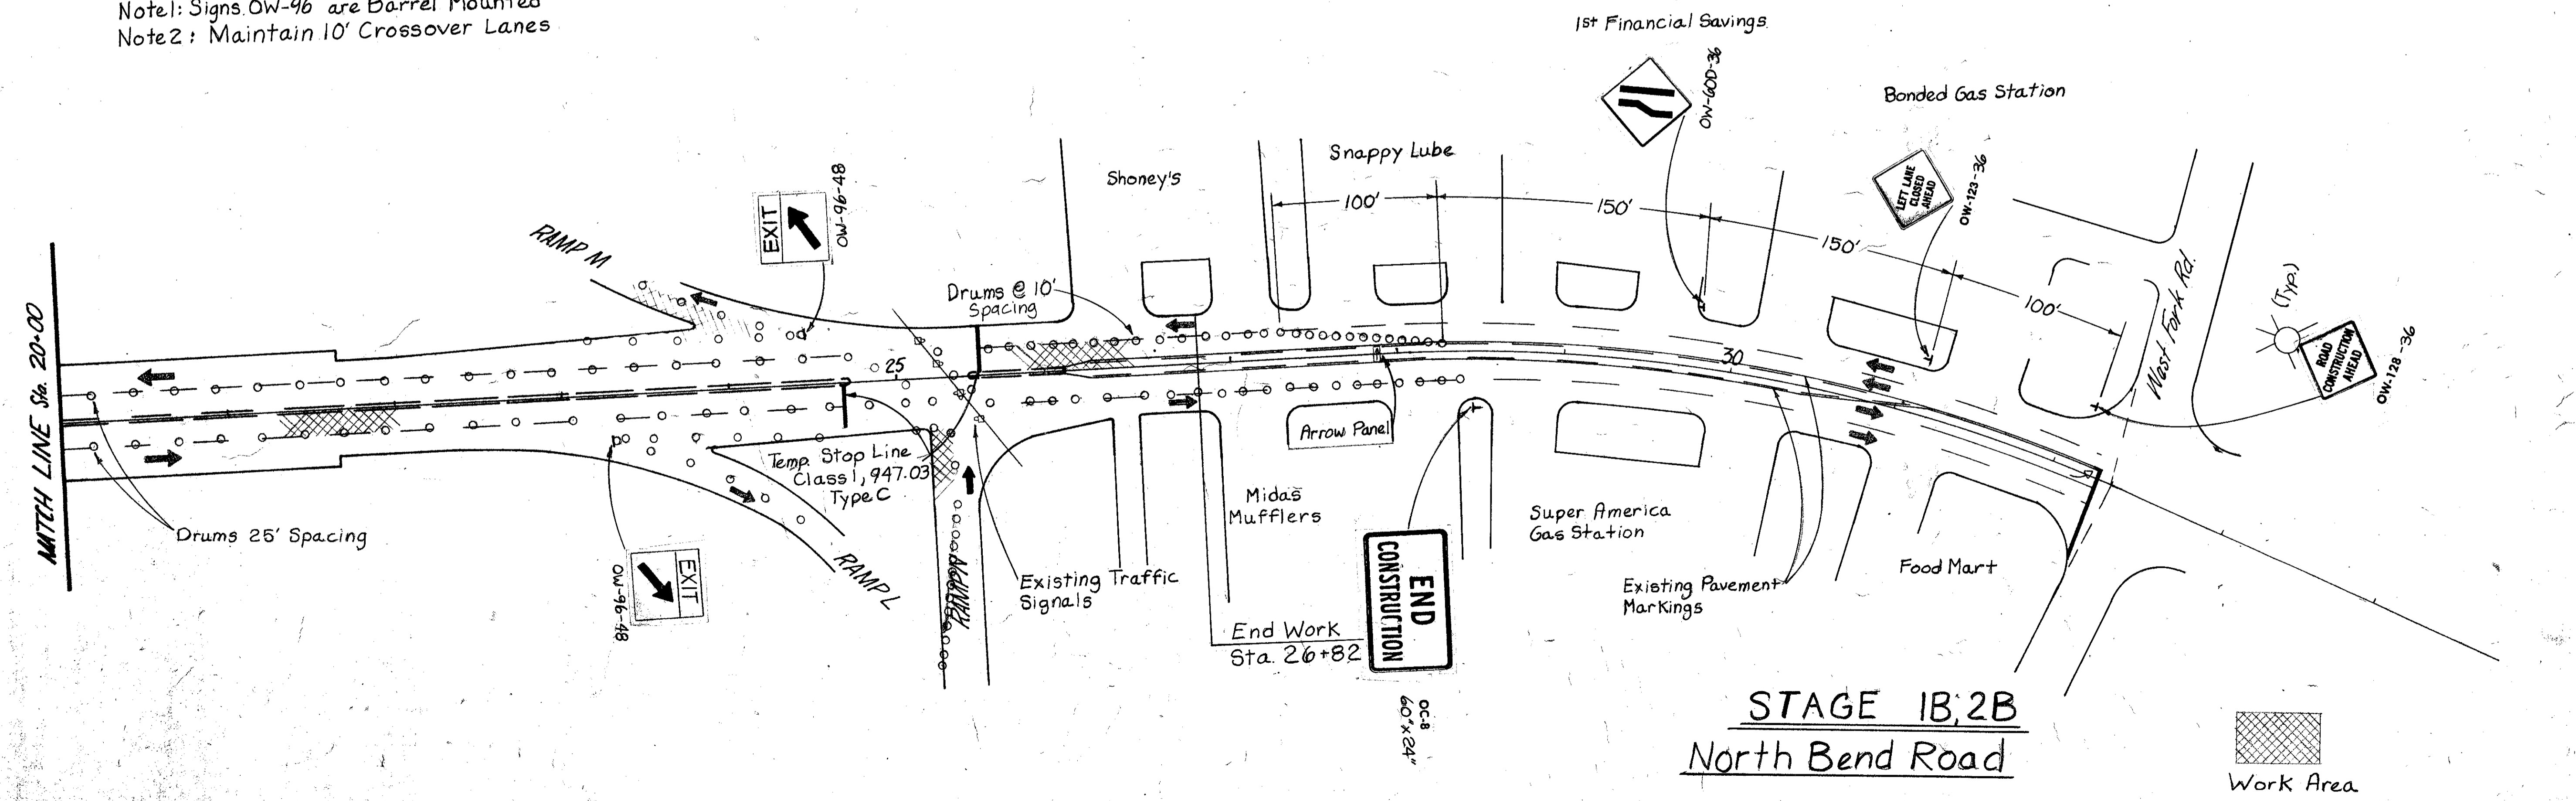 Note1: Signs OW-96 are Barrel Mounted
Note2: Maintain 10' Crossover Lanes
1st Financial Savings
OW-60D-36
Bonded Gas Station
LEFT LANE
CLOSED
AHEAD
OW-123-36
Snappy Lube
Shoney's
100'
150'
150'
100'
West Fork Rd.
(Typ.)
ROAD
CONSTRUCTION
AHEAD
OW-128-36
RAMP M
EXIT
OW-96-48
Drums @ 10'
Spacing
MATCH LINE Sta. 20+00
25
30
Arrow Panel
Temp. Stop Line
Class 1, 947.03
Type C
Drums 25' Spacing
EXIT
OW-96-48
RAMP L
Existing Traffic
Signals
Midas
Mufflers
End Work
Sta. 26+82
END
CONSTRUCTION
OC-8
60"x24"
Super America
Gas Station
Existing Pavement
Markings
Food Mart
STAGE 1B,2B
North Bend Road
Work Area